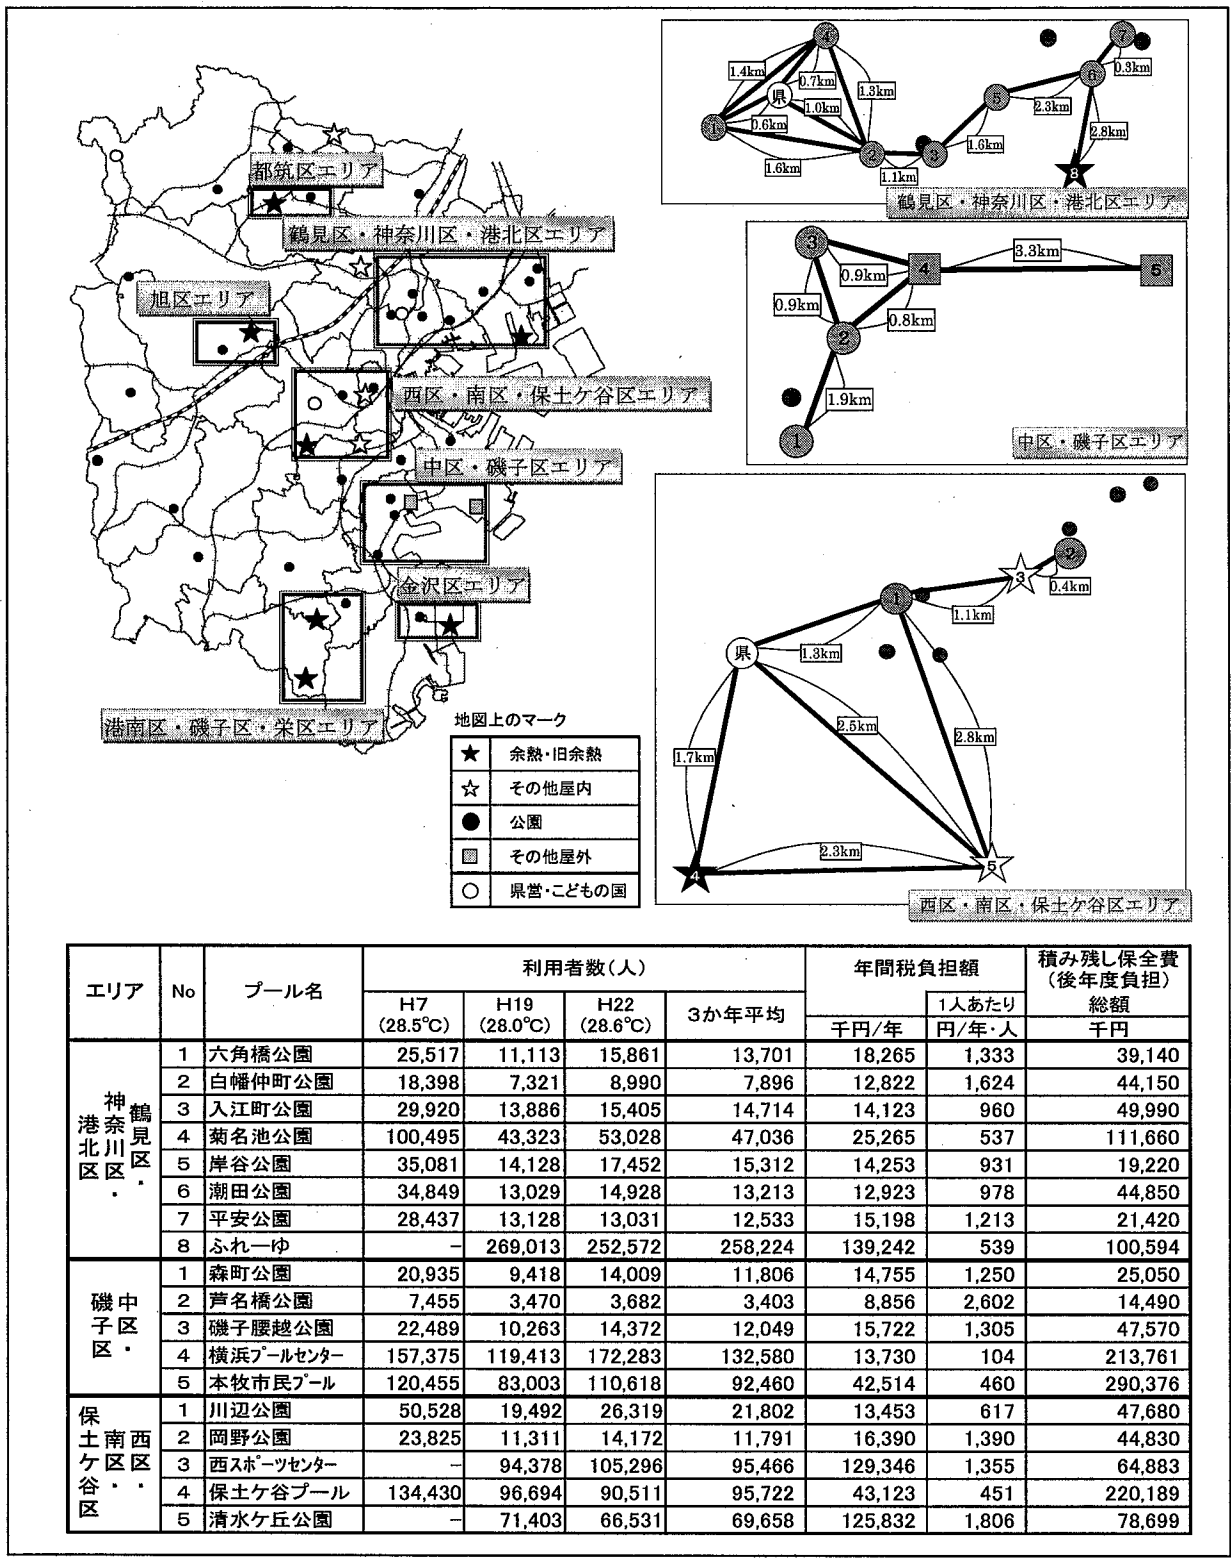 都筑区エリア
鶴見区・神奈川区・港北区エリア
旭区エリア
西区・南区・保土ケ谷区エリア
中区・磯子区エリア
金沢区エリア
港南区・磯子区・栄区エリア
地図上のマーク
★ 余熱・旧余熱
☆ その他屋内
● 公園
■ その他屋外
○ 県営・こどもの国
4
7
1.4km
0.7km
0.3km
県
6
1.3km
5
1.0km
2.3km
1
0.6km
2.8km
1.6km
2
3
1.6km
1.1km
8
鶴見区・神奈川区・港北区エリア
3
3.3km
4
5
0.9km
0.9km
0.8km
2
1.9km
1
中区・磯子区エリア
2
3
0.4km
1
1.1km
県
1.3km
2.5km
2.8km
1.7km
2.3km
4
5
西区・南区・保土ケ谷区エリア
エリア No プール名 利用者数(人) 年間税負担額 積み残し保全費(後年度負担)
H7(28.5℃) H19(28.0℃) H22(28.6℃) 3か年平均 1人あたり 総額
千円/年 円/年・人 千円
鶴見区・神奈川区・港北区
1 六角橋公園 25,517 11,113 15,861 13,701 18,265 1,333 39,140
2 白幡仲町公園 18,398 7,321 8,990 7,896 12,822 1,624 44,150
3 入江町公園 29,920 13,886 15,405 14,714 14,123 960 49,990
4 菊名池公園 100,495 43,323 53,028 47,036 25,265 537 111,660
5 岸谷公園 35,081 14,128 17,452 15,312 14,253 931 19,220
6 潮田公園 34,849 13,029 14,928 13,213 12,923 978 44,850
7 平安公園 28,437 13,128 13,031 12,533 15,198 1,213 21,420
8 ふれーゆ − 269,013 252,572 258,224 139,242 539 100,594
中区・磯子区
1 森町公園 20,935 9,418 14,009 11,806 14,755 1,250 25,050
2 芦名橋公園 7,455 3,470 3,682 3,403 8,856 2,602 14,490
3 磯子腰越公園 22,489 10,263 14,372 12,049 15,722 1,305 47,570
4 横浜プールセンター 157,375 119,413 172,283 132,580 13,730 104 213,761
5 本牧市民プール 120,455 83,003 110,618 92,460 42,514 460 290,376
西区・南区・保土ケ谷区
1 川辺公園 50,528 19,492 26,319 21,802 13,453 617 47,680
2 岡野公園 23,825 11,311 14,172 11,791 16,390 1,390 44,830
3 西スポーツセンター − 94,378 105,296 95,466 129,346 1,355 64,883
4 保土ケ谷プール 134,430 96,694 90,511 95,722 43,123 451 220,189
5 清水ケ丘公園 − 71,403 66,531 69,658 125,832 1,806 78,699